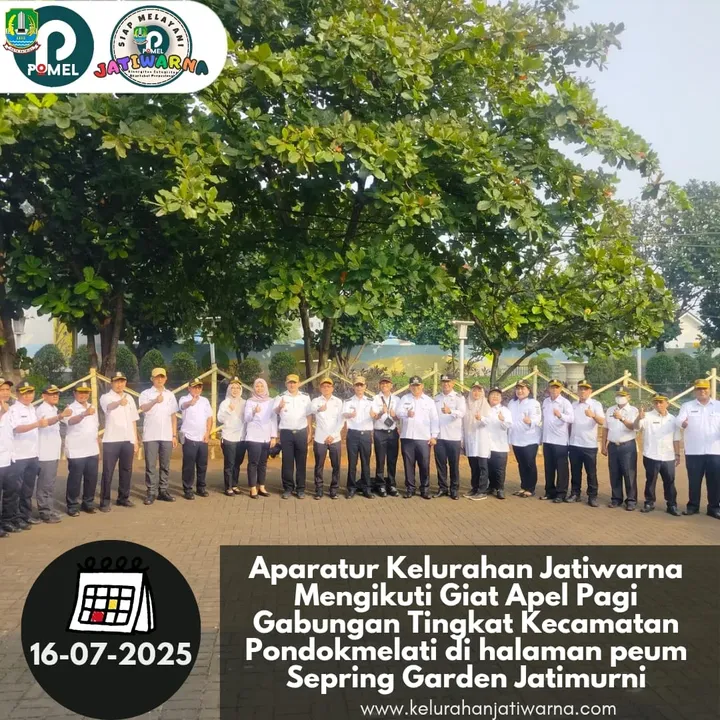 POMEL
SIAP MELAYANI
POMEL
JATIWARNA
Aparatur Kelurahan Jatiwarna
Mengikuti Giat Apel Pagi
Gabungan Tingkat Kecamatan
Pondokmelati di halaman peum
Sepring Garden Jatimurni
16-07-2025
www.kelurahanjatiwarna.com